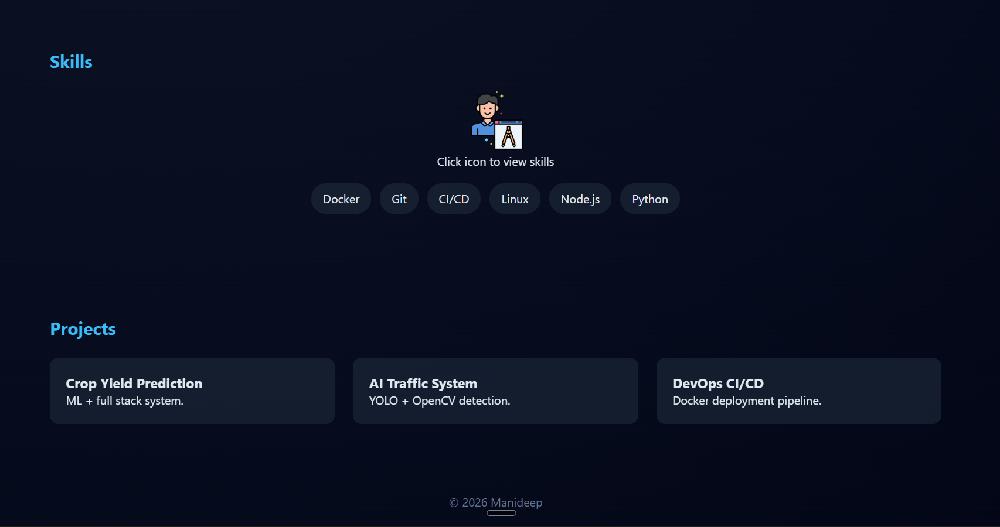 Skills
Click icon to view skills
Docker Git CI/CD Linux Node.js Python
Projects
Crop Yield Prediction
ML + full stack system.
AI Traffic System
YOLO + OpenCV detection.
DevOps CI/CD
Docker deployment pipeline.
© 2026 Manideep